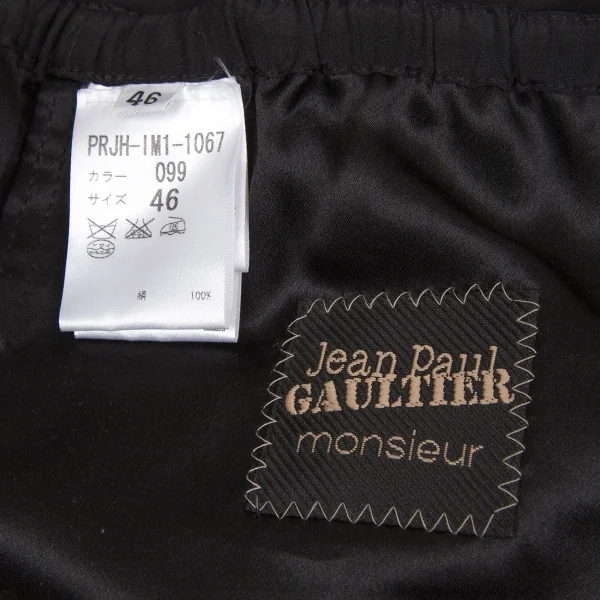 46
PRJH-IM1-1067
カラー 099
サイズ 46
絹 100%
Jean Paul
GAULTIER
monsieur